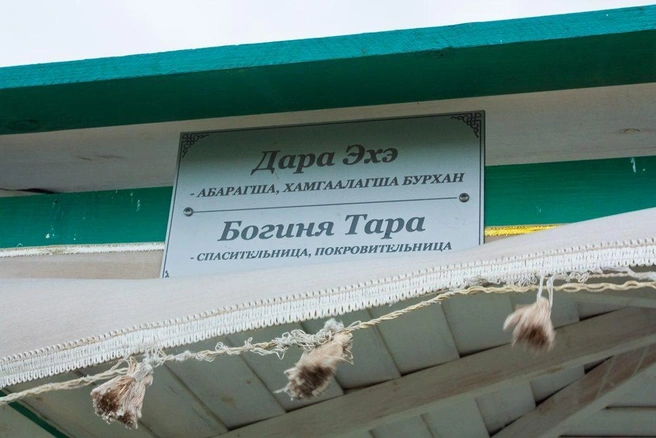 Дара Эхэ
- АБАРАГША, ХАМГААЛАГША БУРХАН
Богиня Тара
- СПАСИТЕЛЬНИЦА, ПОКРОВИТЕЛЬНИЦА